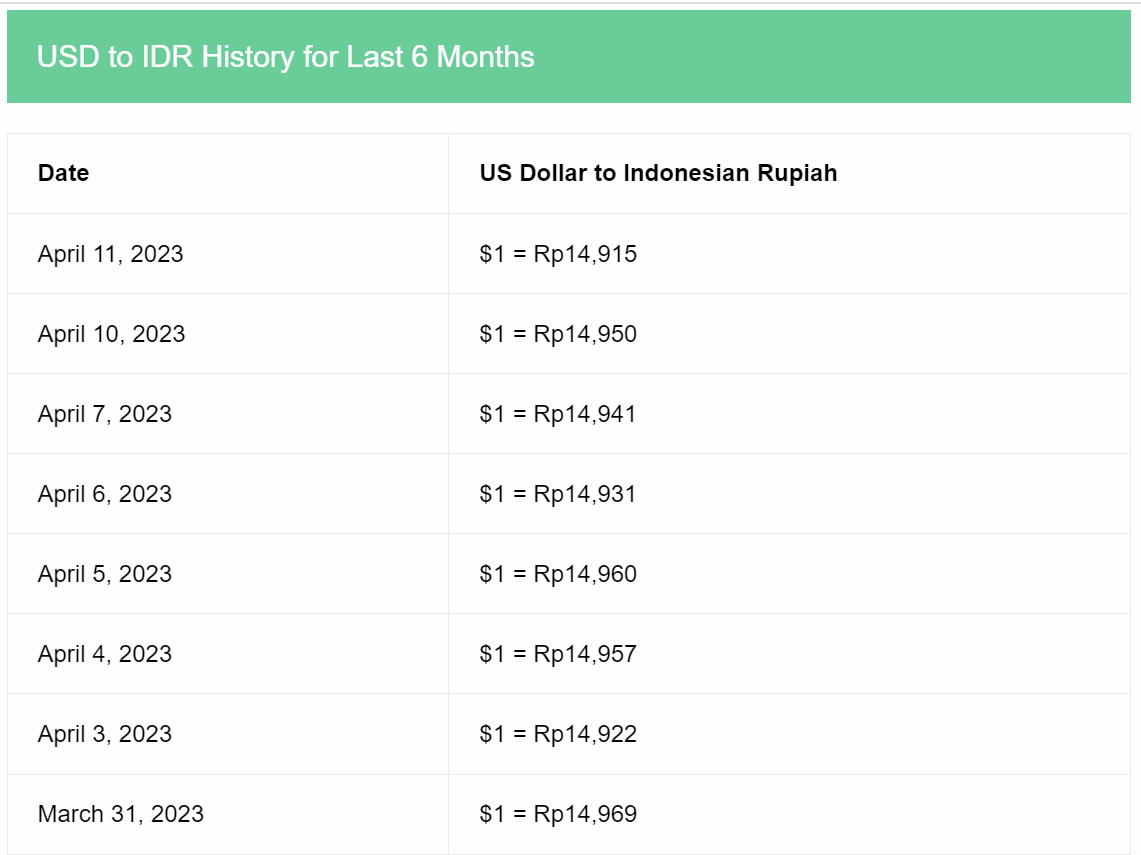 USD to IDR History for Last 6 Months
Date US Dollar to Indonesian Rupiah
April 11, 2023 $1 = Rp14,915
April 10, 2023 $1 = Rp14,950
April 7, 2023 $1 = Rp14,941
April 6, 2023 $1 = Rp14,931
April 5, 2023 $1 = Rp14,960
April 4, 2023 $1 = Rp14,957
April 3, 2023 $1 = Rp14,922
March 31, 2023 $1 = Rp14,969